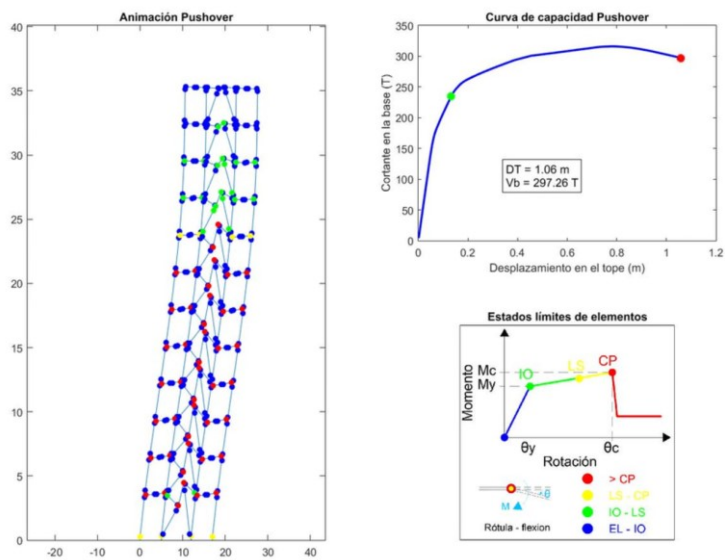 Animación Pushover
40
35
30
25
20
15
10
5
0
-30 -20 -10 0 10 20 30 40
Curva de capacidad Pushover
Cortante en la base (T)
350
300
250
200
150
100
50
0
DT = 1.06 m
Vb = 297.26 T
0 0.2 0.4 0.6 0.8 1 1.2
Desplazamiento en el tope (m)
Estados límites de elementos
Momento
Mc
My
IO
LS
CP
θy
θc
Rotación
θ
M
Rótula - flexion
> CP
LS - CP
IO - LS
EL - IO